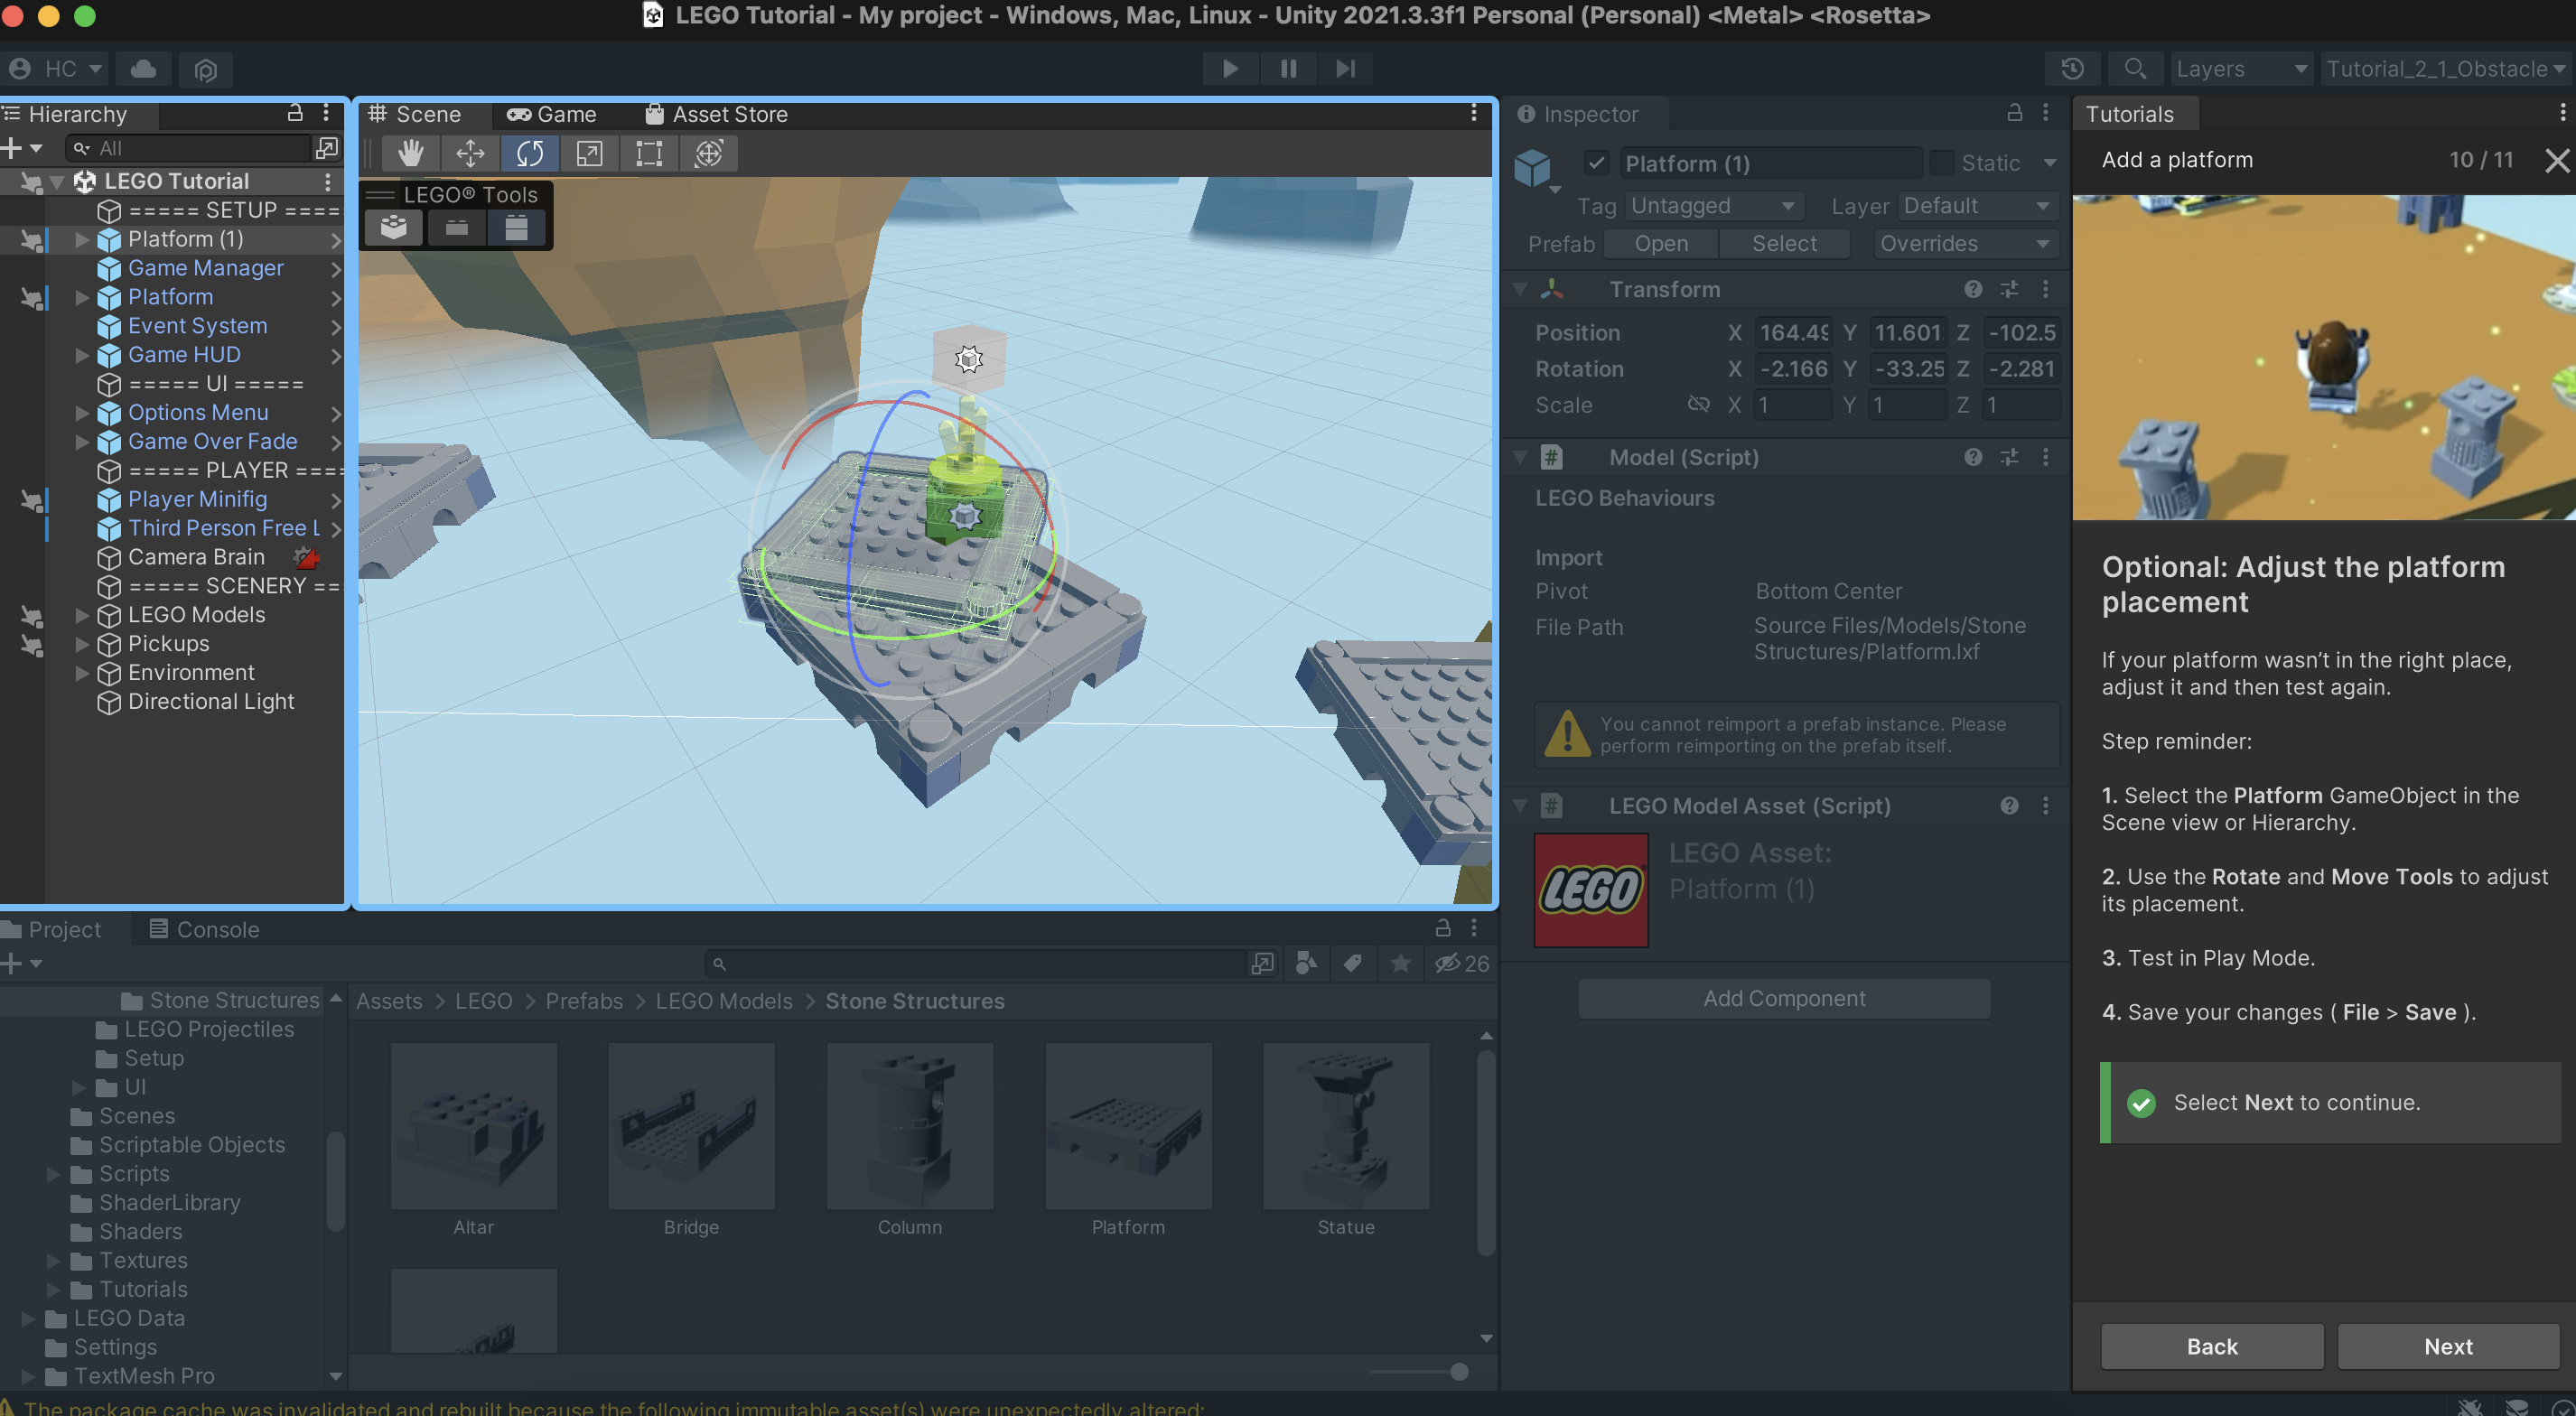 LEGO Tutorial - My project - Windows, Mac, Linux - Unity 2021.3.3f1 Personal (Personal) <Metal> <Rosetta>
HC
Layers
Tutorial_2_1_Obstacle
Hierarchy
All
LEGO Tutorial
===== SETUP ====
Platform (1)
Game Manager
Platform
Event System
Game HUD
===== UI =====
Options Menu
Game Over Fade
===== PLAYER ====
Player Minifig
Third Person Free L
Camera Brain
===== SCENERY ==
LEGO Models
Pickups
Environment
Directional Light
Scene
Game
Asset Store
LEGO® Tools
Inspector
Platform (1)
Static
Tag Untagged
Layer Default
Prefab Open Select Overrides
Transform
Position X 164.49 Y 11.601 Z -102.5
Rotation X -2.166 Y -33.25 Z -2.281
Scale X 1 Y 1 Z 1
# Model (Script)
LEGO Behaviours
Import
Pivot Bottom Center
File Path Source Files/Models/Stone
Structures/Platform.lxf
You cannot reimport a prefab instance. Please
perform reimporting on the prefab itself.
# LEGO Model Asset (Script)
LEGO
LEGO Asset:
Platform (1)
Add Component
Tutorials
Add a platform 10 / 11
Optional: Adjust the platform
placement
If your platform wasn't in the right place,
adjust it and then test again.
Step reminder:
1. Select the Platform GameObject in the
Scene view or Hierarchy.
2. Use the Rotate and Move Tools to adjust
its placement.
3. Test in Play Mode.
4. Save your changes ( File > Save ).
Select Next to continue.
Back
Next
Project
Console
26
Stone Structures
LEGO Projectiles
Setup
UI
Scenes
Scriptable Objects
Scripts
ShaderLibrary
Shaders
Textures
Tutorials
LEGO Data
Settings
TextMesh Pro
Assets > LEGO > Prefabs > LEGO Models > Stone Structures
Altar
Bridge
Column
Platform
Statue
The package cache was invalidated and rebuilt because the following immutable asset(s) were unexpectedly altered: